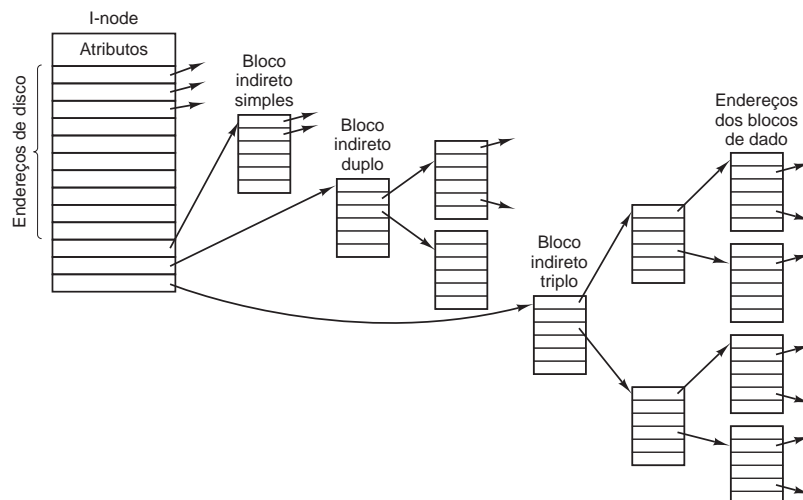 I-node
Atributos
Endereços de disco
Bloco
indireto
simples
Bloco
indireto
duplo
Bloco
indireto
triplo
Endereços
dos blocos
de dado